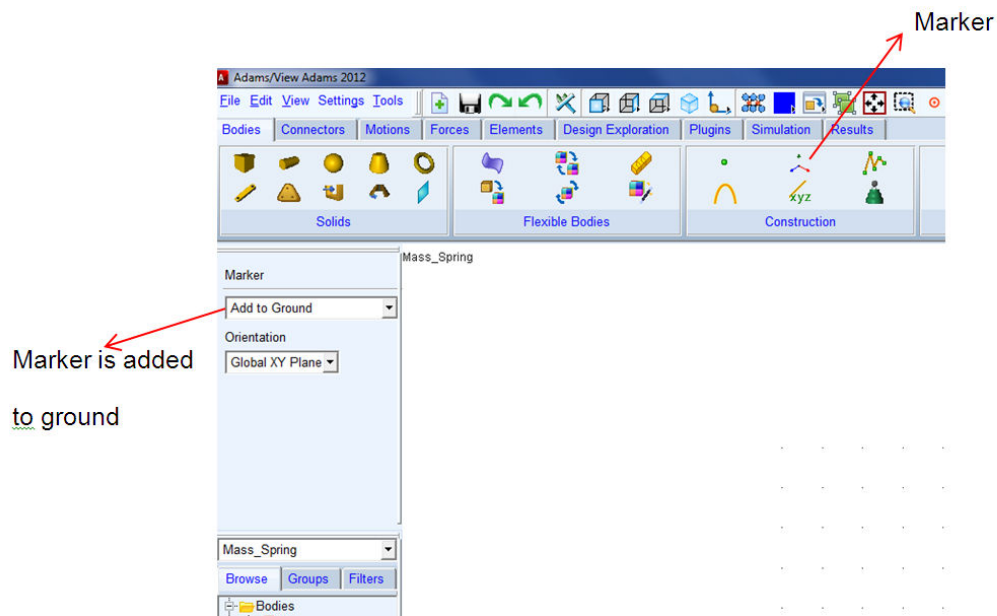 Marker
Adams/View Adams 2012
File Edit View Settings Tools
Bodies Connectors Motions Forces Elements Design Exploration Plugins Simulation Results
xyz
Solids Flexible Bodies Construction
Mass_Spring
Marker
Add to Ground
Orientation
Global XY Plane
Marker is added
to ground
Mass_Spring
Browse Groups Filters
Bodies